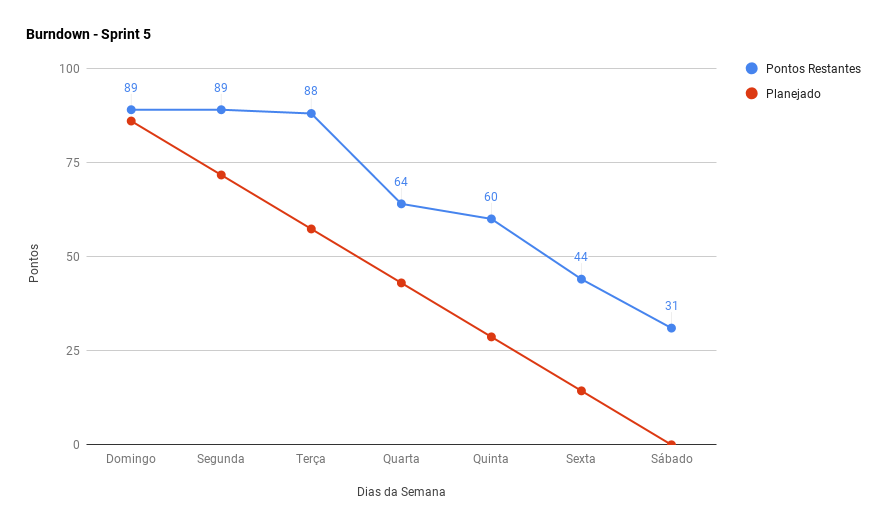 Burndown - Sprint 5
Pontos Restantes
Planejado
100
75
50
25
0
Pontos
89
89
88
64
60
44
31
Domingo
Segunda
Terça
Quarta
Quinta
Sexta
Sábado
Dias da Semana